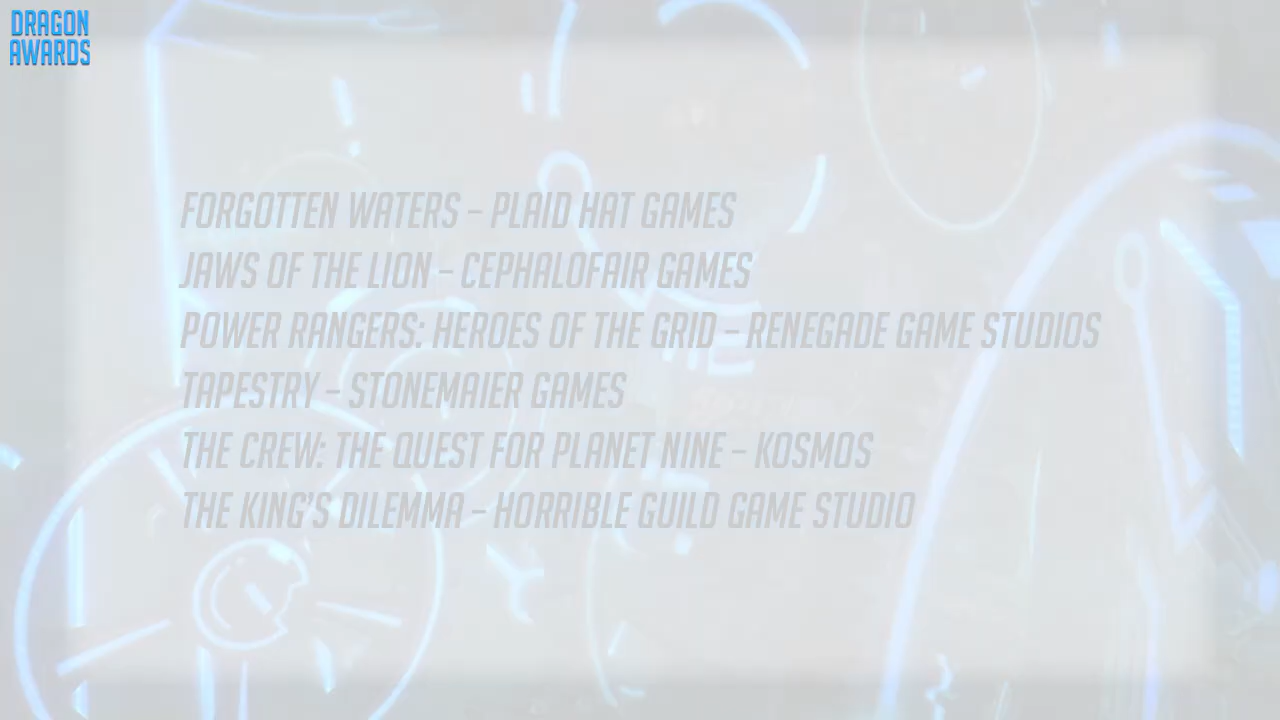 DRAGON
AWARDS
FORGOTTEN WATERS – PLAID HAT GAMES
JAWS OF THE LION – CEPHALOFAIR GAMES
POWER RANGERS: HEROES OF THE GRID – RENEGADE GAME STUDIOS
TAPESTRY – STONEMAIER GAMES
THE CREW: THE QUEST FOR PLANET NINE – KOSMOS
THE KING’S DILEMMA – HORRIBLE GUILD GAME STUDIO